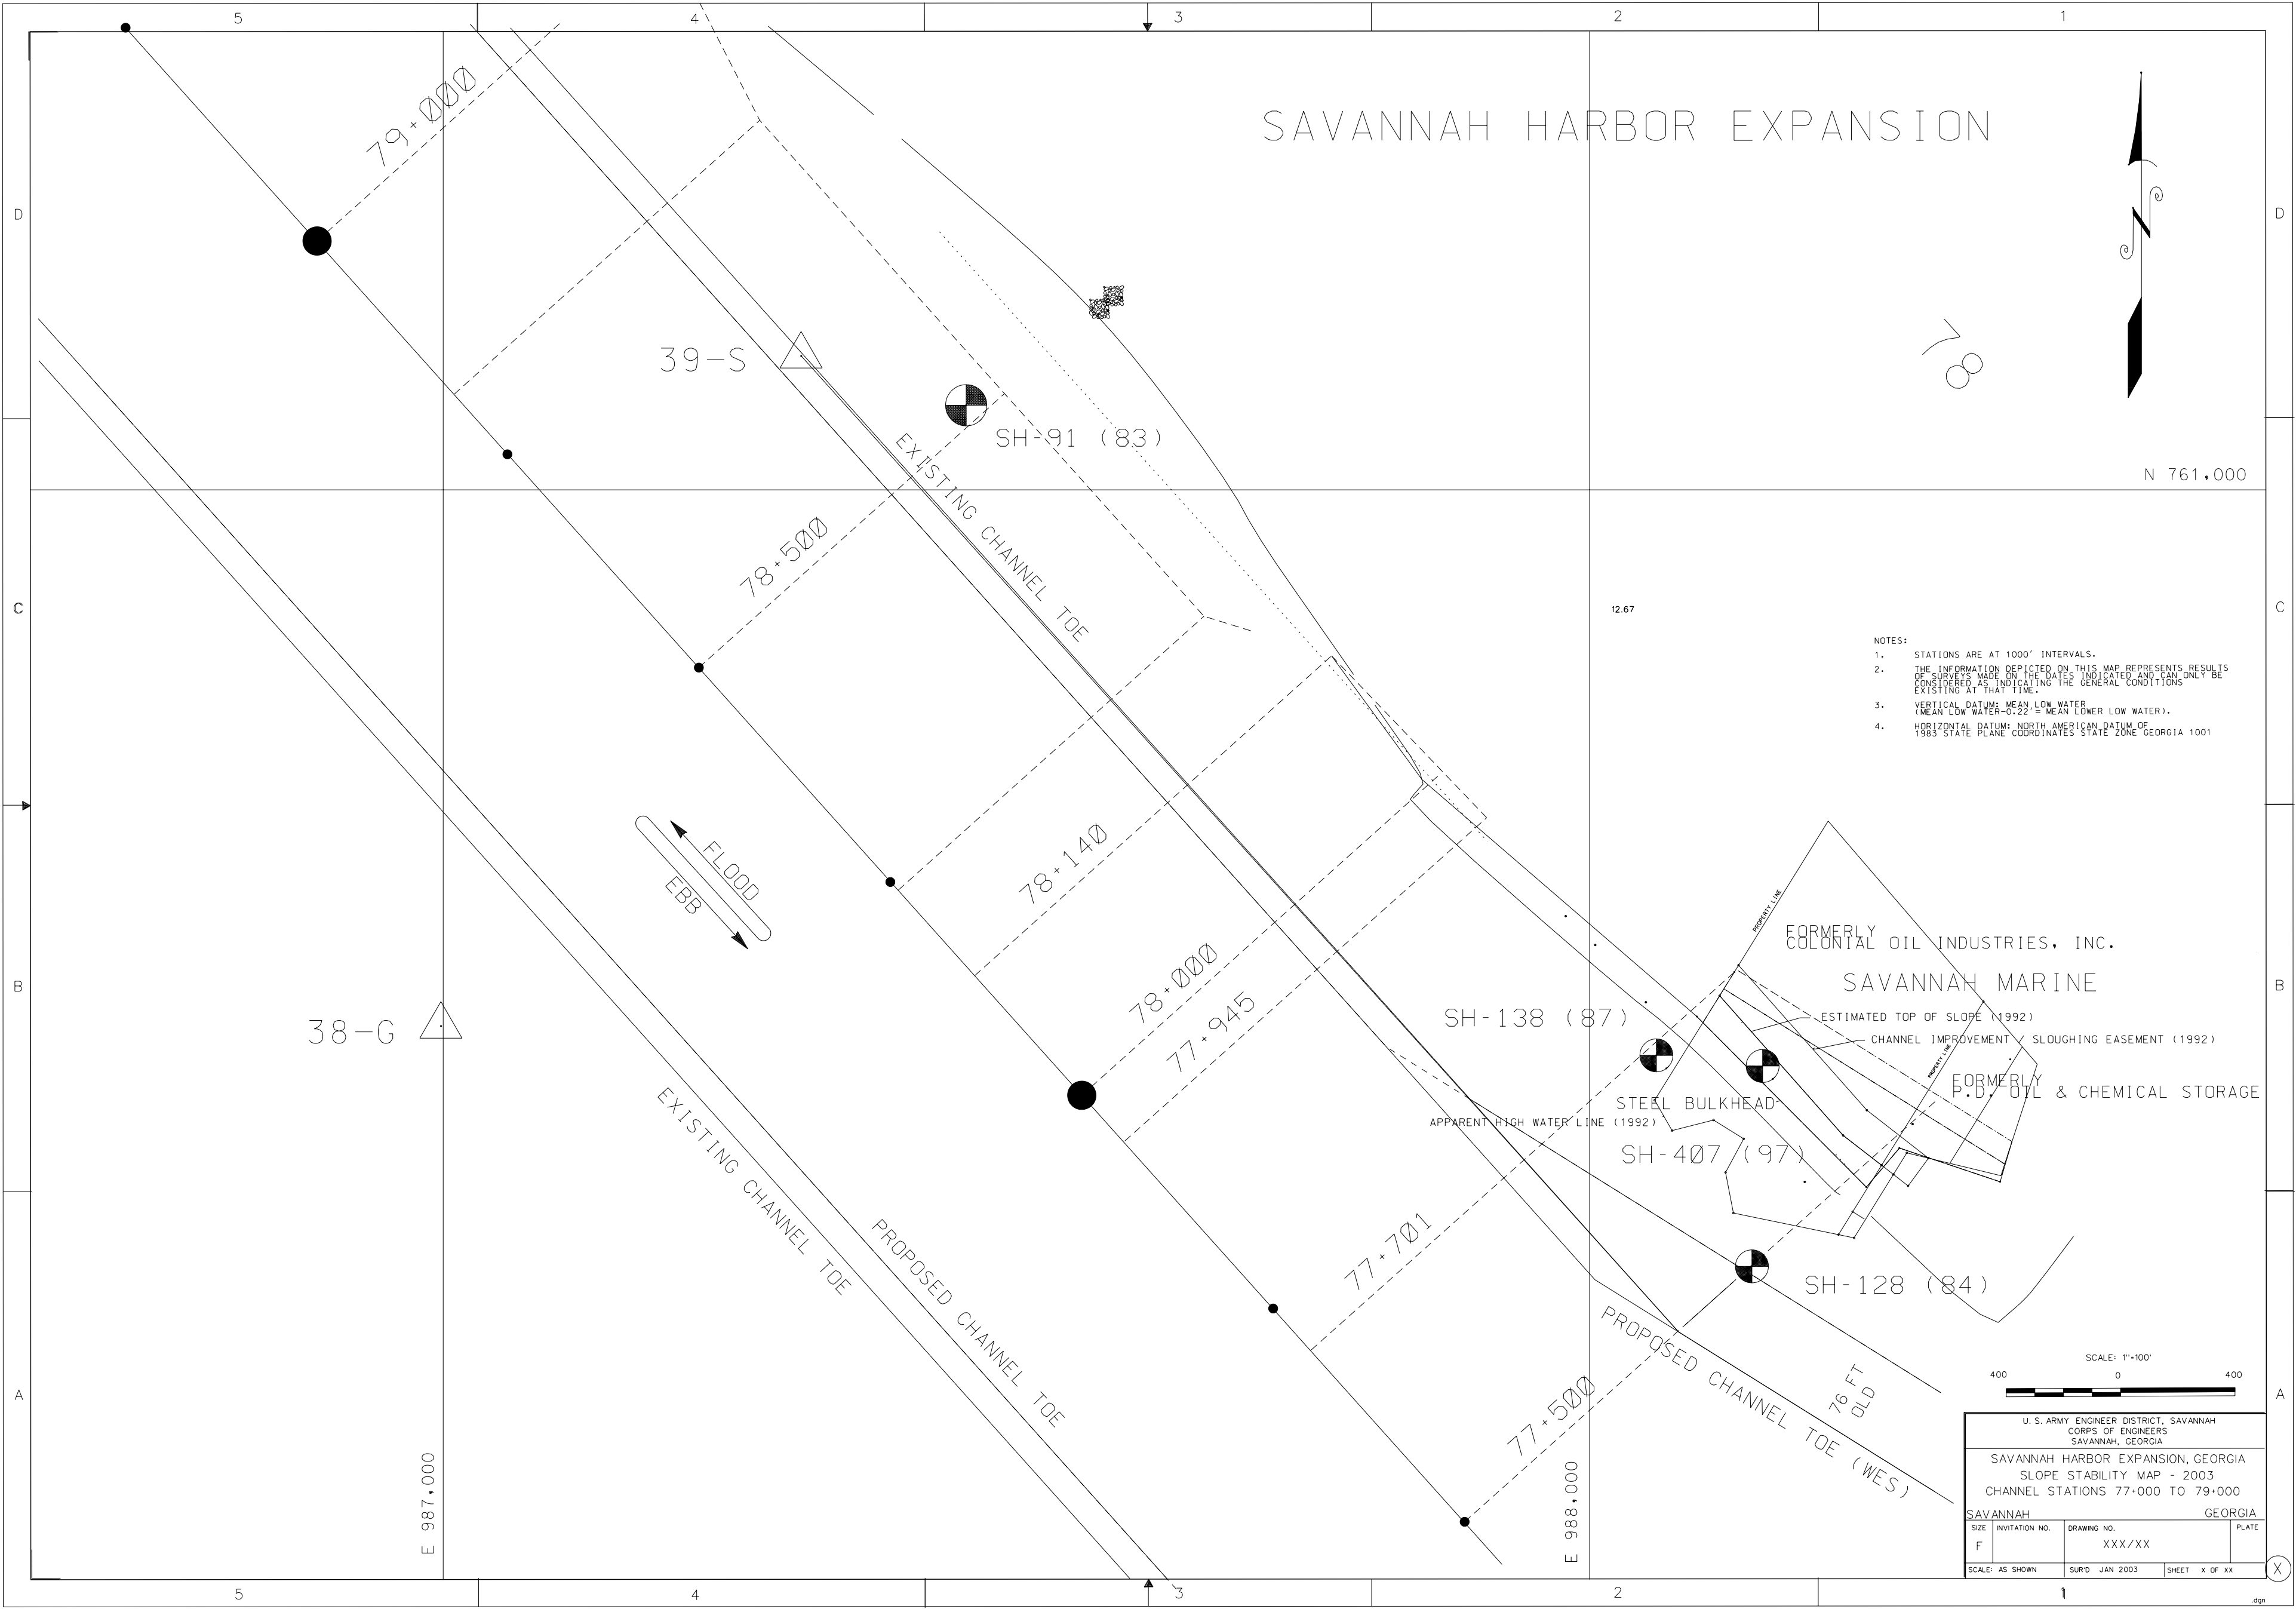 5
4
3
2
1
SAVANNAH HARBOR EXPANSION
79+000
D
D
39-S
78
SH-91 (83)
N 761,000
EXISTING CHANNEL TOE
78+500
C
C
12.67
NOTES:
1. STATIONS ARE AT 1000' INTERVALS.
2. THE INFORMATION DEPICTED ON THIS MAP REPRESENTS RESULTS
OF SURVEYS MADE ON THE DATES INDICATED AND CAN ONLY BE
CONSIDERED AS INDICATING THE GENERAL CONDITIONS
EXISTING AT THAT TIME.
3. VERTICAL DATUM: MEAN LOW WATER
(MEAN LOW WATER-0.22'= MEAN LOWER LOW WATER).
4. HORIZONTAL DATUM: NORTH AMERICAN DATUM OF
1983 STATE PLANE COORDINATES STATE ZONE GEORGIA 1001
78+140
FLOOD
EBB
PROPERTY LINE
FORMERLY
COLONIAL OIL INDUSTRIES, INC.
SAVANNAH MARINE
B
B
78+000
77+945
38-G
SH-138 (87)
ESTIMATED TOP OF SLOPE (1992)
CHANNEL IMPROVEMENT / SLOUGHING EASEMENT (1992)
PROPERTY LINE
FORMERLY
P.D. OIL & CHEMICAL STORAGE
STEEL BULKHEAD
APPARENT HIGH WATER LINE (1992)
SH-407 (97)
EXISTING CHANNEL TOE
PROPOSED CHANNEL TOE
77+701
SH-128 (84)
PROPOSED CHANNEL TOE (WES)
76 FT
OLD
77+500
A
A
E 987,000
E 988,000
SCALE: 1"=100'
400
0
400
U. S. ARMY ENGINEER DISTRICT, SAVANNAH
CORPS OF ENGINEERS
SAVANNAH, GEORGIA
SAVANNAH HARBOR EXPANSION, GEORGIA
SLOPE STABILITY MAP - 2003
CHANNEL STATIONS 77+000 TO 79+000
SAVANNAH GEORGIA
SIZE INVITATION NO. DRAWING NO. PLATE
F XXX/XX
SCALE: AS SHOWN SUR'D JAN 2003 SHEET X OF XX
X
5
4
3
2
1
.dgn